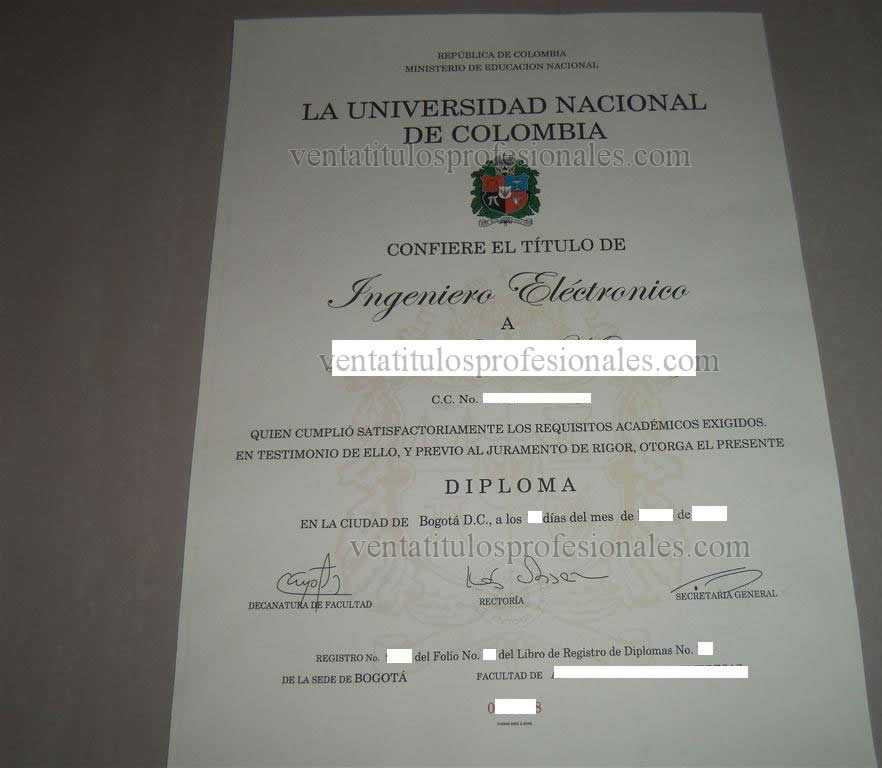 REPÚBLICA DE COLOMBIA
MINISTERIO DE EDUCACION NACIONAL
LA UNIVERSIDAD NACIONAL
DE COLOMBIA
ventatitulosprofesionales.com
CONFIERE EL TÍTULO DE
Ingeniero Eléctronico
A
ventatitulosprofesionales.com
C.C. No.
QUIEN CUMPLIÓ SATISFACTORIAMENTE LOS REQUISITOS ACADÉMICOS EXIGIDOS.
EN TESTIMONIO DE ELLO, Y PREVIO AL JURAMENTO DE RIGOR, OTORGA EL PRESENTE
DIPLOMA
EN LA CIUDAD DE Bogotá D.C., a los días del mes de de
ventatitulosprofesionales.com
DECANATURA DE FACULTAD RECTORÍA SECRETARIA GENERAL
REGISTRO No. del Folio No. del Libro de Registro de Diplomas No.
DE LA SEDE DE BOGOTÁ FACULTAD DE
0 8